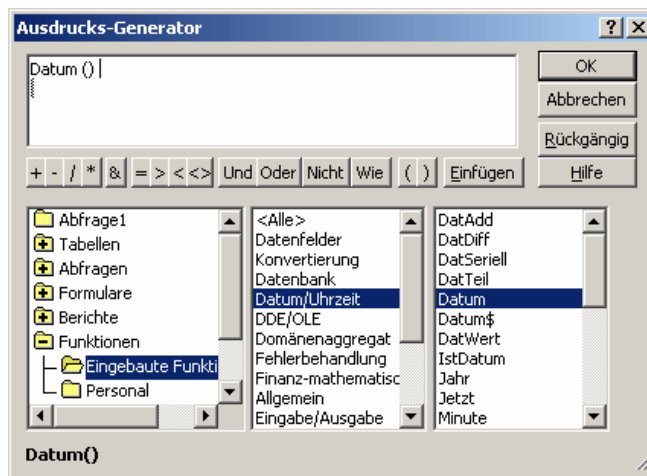 Ausdrucks-Generator
Datum ()
OK
Abbrechen
Rückgängig
Hilfe
+ - / * & = > < <> Und Oder Nicht Wie ( ) Einfügen
Abfrage1
Tabellen
Abfragen
Formulare
Berichte
Funktionen
Eingebaute Funkti
Personal
<Alle>
Datenfelder
Konvertierung
Datenbank
Datum/Uhrzeit
DDE/OLE
Domänenaggregat
Fehlerbehandlung
Finanz-mathematisc
Allgemein
Eingabe/Ausgabe
DatAdd
DatDiff
DatSeriell
DatTeil
Datum
Datum$
DatWert
IstDatum
Jahr
Jetzt
Minute
Datum()